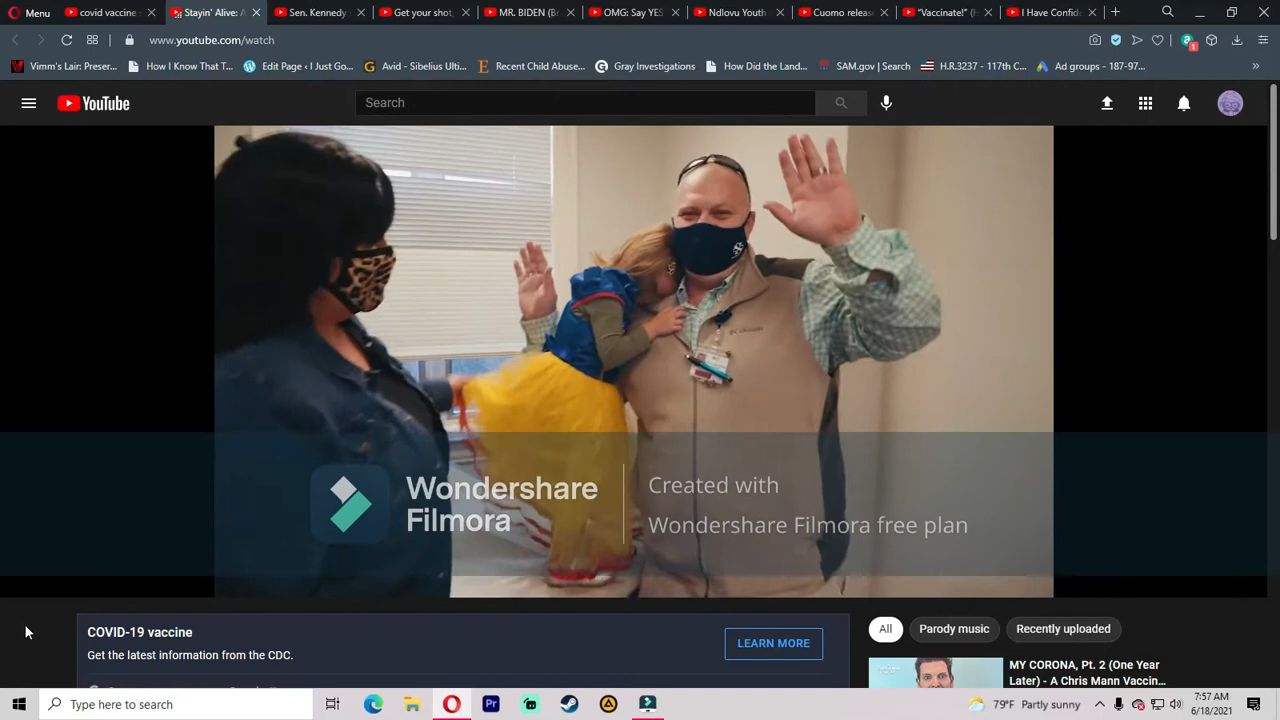 Menu
covid vaccine
Stayin' Alive: A
Sen. Kennedy
Get your shot,
MR. BIDEN (B
OMG: Say YES
Ndlovu Youth
Cuomo releas
"Vaccinate!" (H
I Have Confid
www.youtube.com/watch
1
Vimm's Lair: Preser...
How I Know That T...
Edit Page ‹ I Just Go...
Avid - Sibelius Ulti...
Recent Child Abuse...
Gray Investigations
How Did the Land...
SAM.gov | Search
H.R.3237 - 117th C...
Ad groups - 187-97...
YouTube
Search
Wondershare
Filmora
Created with
Wondershare Filmora free plan
COVID-19 vaccine
Get the latest information from the CDC.
LEARN MORE
All
Parody music
Recently uploaded
MY CORONA, Pt. 2 (One Year
Later) - A Chris Mann Vaccin...
Type here to search
Pr
79°F Partly sunny
7:57 AM
6/18/2021